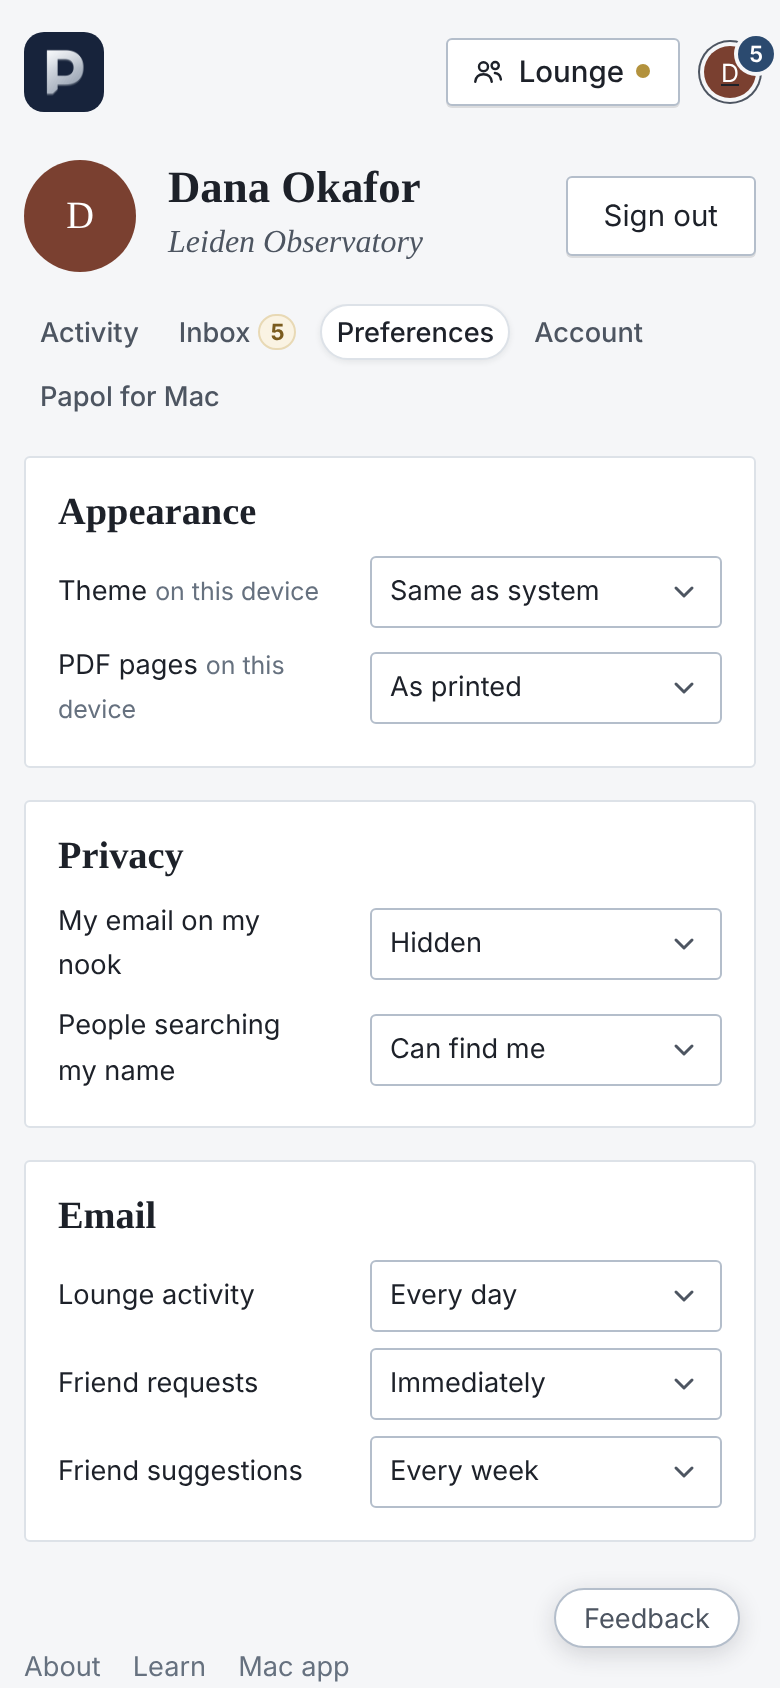 P
Lounge
D
5
D
Dana Okafor
Leiden Observatory
Sign out
Activity
Inbox 5
Preferences
Account
Papol for Mac
Appearance
Theme on this device
Same as system
PDF pages on this
device
As printed
Privacy
My email on my
nook
Hidden
People searching
my name
Can find me
Email
Lounge activity
Every day
Friend requests
Immediately
Friend suggestions
Every week
Feedback
About
Learn
Mac app